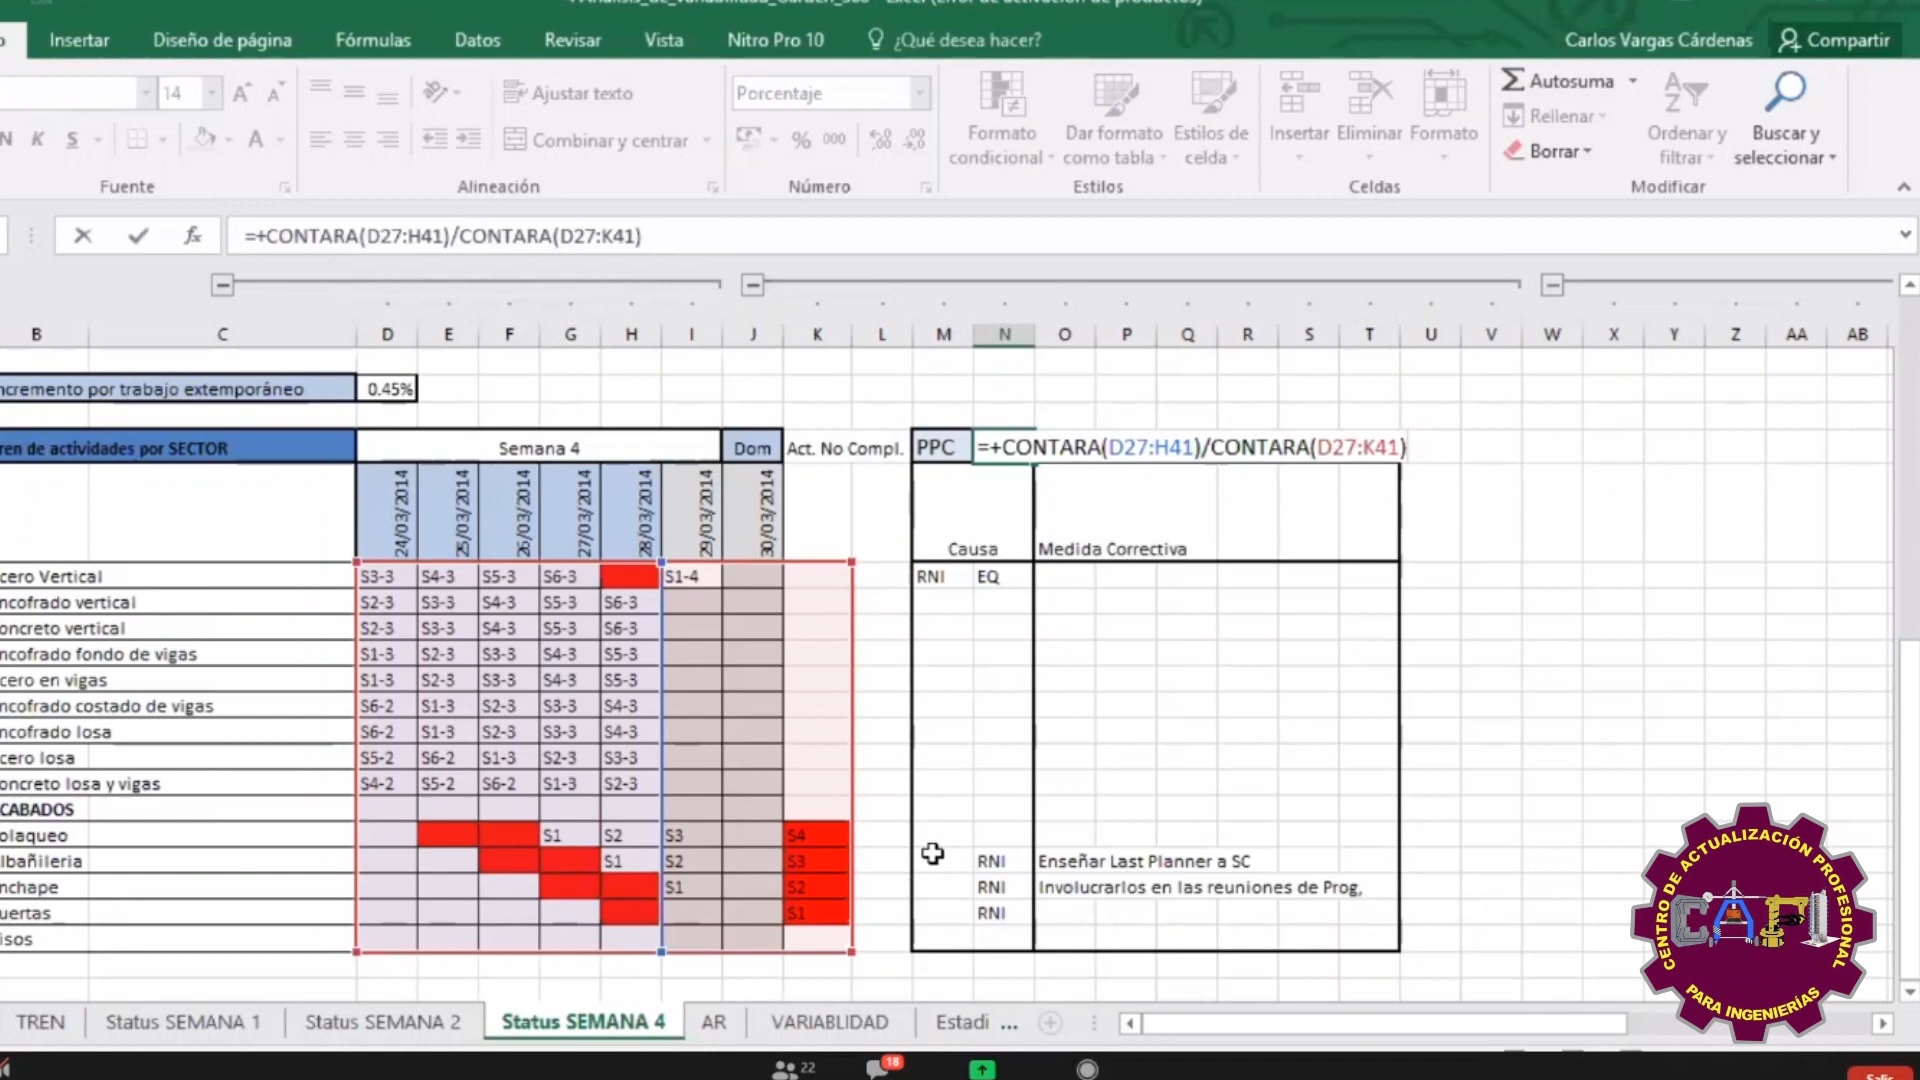 Insertar Diseño de página Fórmulas Datos Revisar Vista Nitro Pro 10 ¿Qué desea hacer? Carlos Vargas Cárdenas Compartir
14 A A Ajustar texto Porcentaje Autosuma
N K S A Combinar y centrar % 000 Formato condicional Dar formato como tabla Estilos de celda Insertar Eliminar Formato Rellenar Borrar Ordenar y filtrar Buscar y seleccionar
Fuente Alineación Número Estilos Celdas Modificar
fx =+CONTARA(D27:H41)/CONTARA(D27:K41)
B C D E F G H I J K L M N O P Q R S T U V W X Y Z AA AB
ncremento por trabajo extemporáneo 0.45%
ren de actividades por SECTOR Semana 4 Dom Act. No Compl. PPC =+CONTARA(D27:H41)/CONTARA(D27:K41)
24/03/2014 25/03/2014 26/03/2014 27/03/2014 28/03/2014 29/03/2014 30/03/2014
Causa Medida Correctiva
cero Vertical S3-3 S4-3 S5-3 S6-3 S1-4 RNI EQ
ncofrado vertical S2-3 S3-3 S4-3 S5-3 S6-3
oncreto vertical S2-3 S3-3 S4-3 S5-3 S6-3
ncofrado fondo de vigas S1-3 S2-3 S3-3 S4-3 S5-3
cero en vigas S1-3 S2-3 S3-3 S4-3 S5-3
ncofrado costado de vigas S6-2 S1-3 S2-3 S3-3 S4-3
ncofrado losa S6-2 S1-3 S2-3 S3-3 S4-3
cero losa S5-2 S6-2 S1-3 S2-3 S3-3
oncreto losa y vigas S4-2 S5-2 S6-2 S1-3 S2-3
CABADOS
olaqueo S1 S2 S3 S4
lbañileria S1 S2 S3 RNI Enseñar Last Planner a SC
nchape S1 S2 RNI Involucrarlos en las reuniones de Prog,
uertas S1 RNI
isos
TREN Status SEMANA 1 Status SEMANA 2 Status SEMANA 4 AR VARIABLIDAD Estadi ...
22 18
CENTRO DE ACTUALIZACIÓN PROFESIONAL
CAPI
PARA INGENIERÍAS